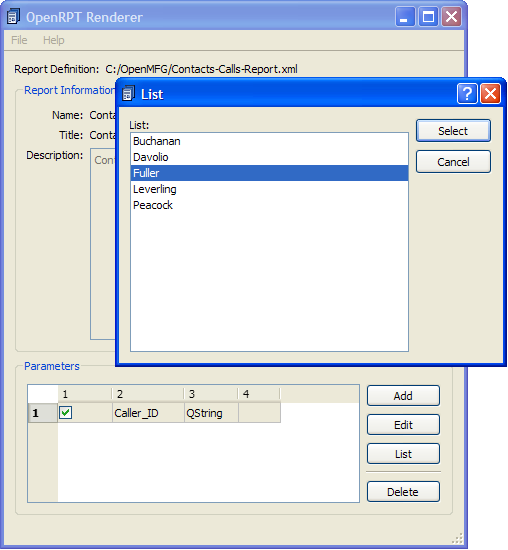 OpenRPT Renderer
File Help
Report Definition: C:/OpenMFG/Contacts-Calls-Report.xml
Report Information
Name: Conta
Title: Conta
Description: Con
List
List:
Buchanan
Davolio
Fuller
Leverling
Peacock
Select
Cancel
Parameters
1 2 3 4
1 Caller_ID QString
Add
Edit
List
Delete